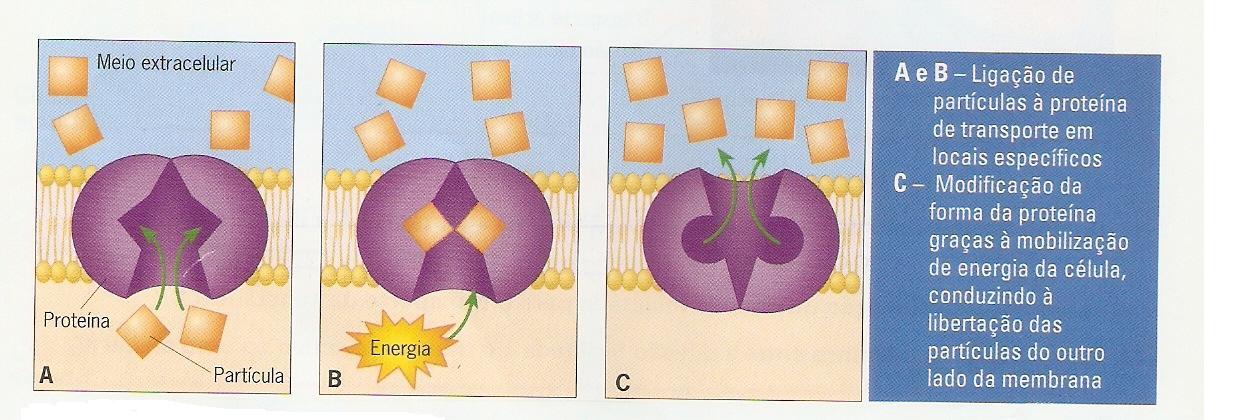 Meio extracelular
Proteína
Partícula
A
Energia
B
C
A e B – Ligação de
partículas à proteína
de transporte em
locais específicos
C – Modificação da
forma da proteína
graças à mobilização
de energia da célula,
conduzindo à
libertação das
partículas do outro
lado da membrana